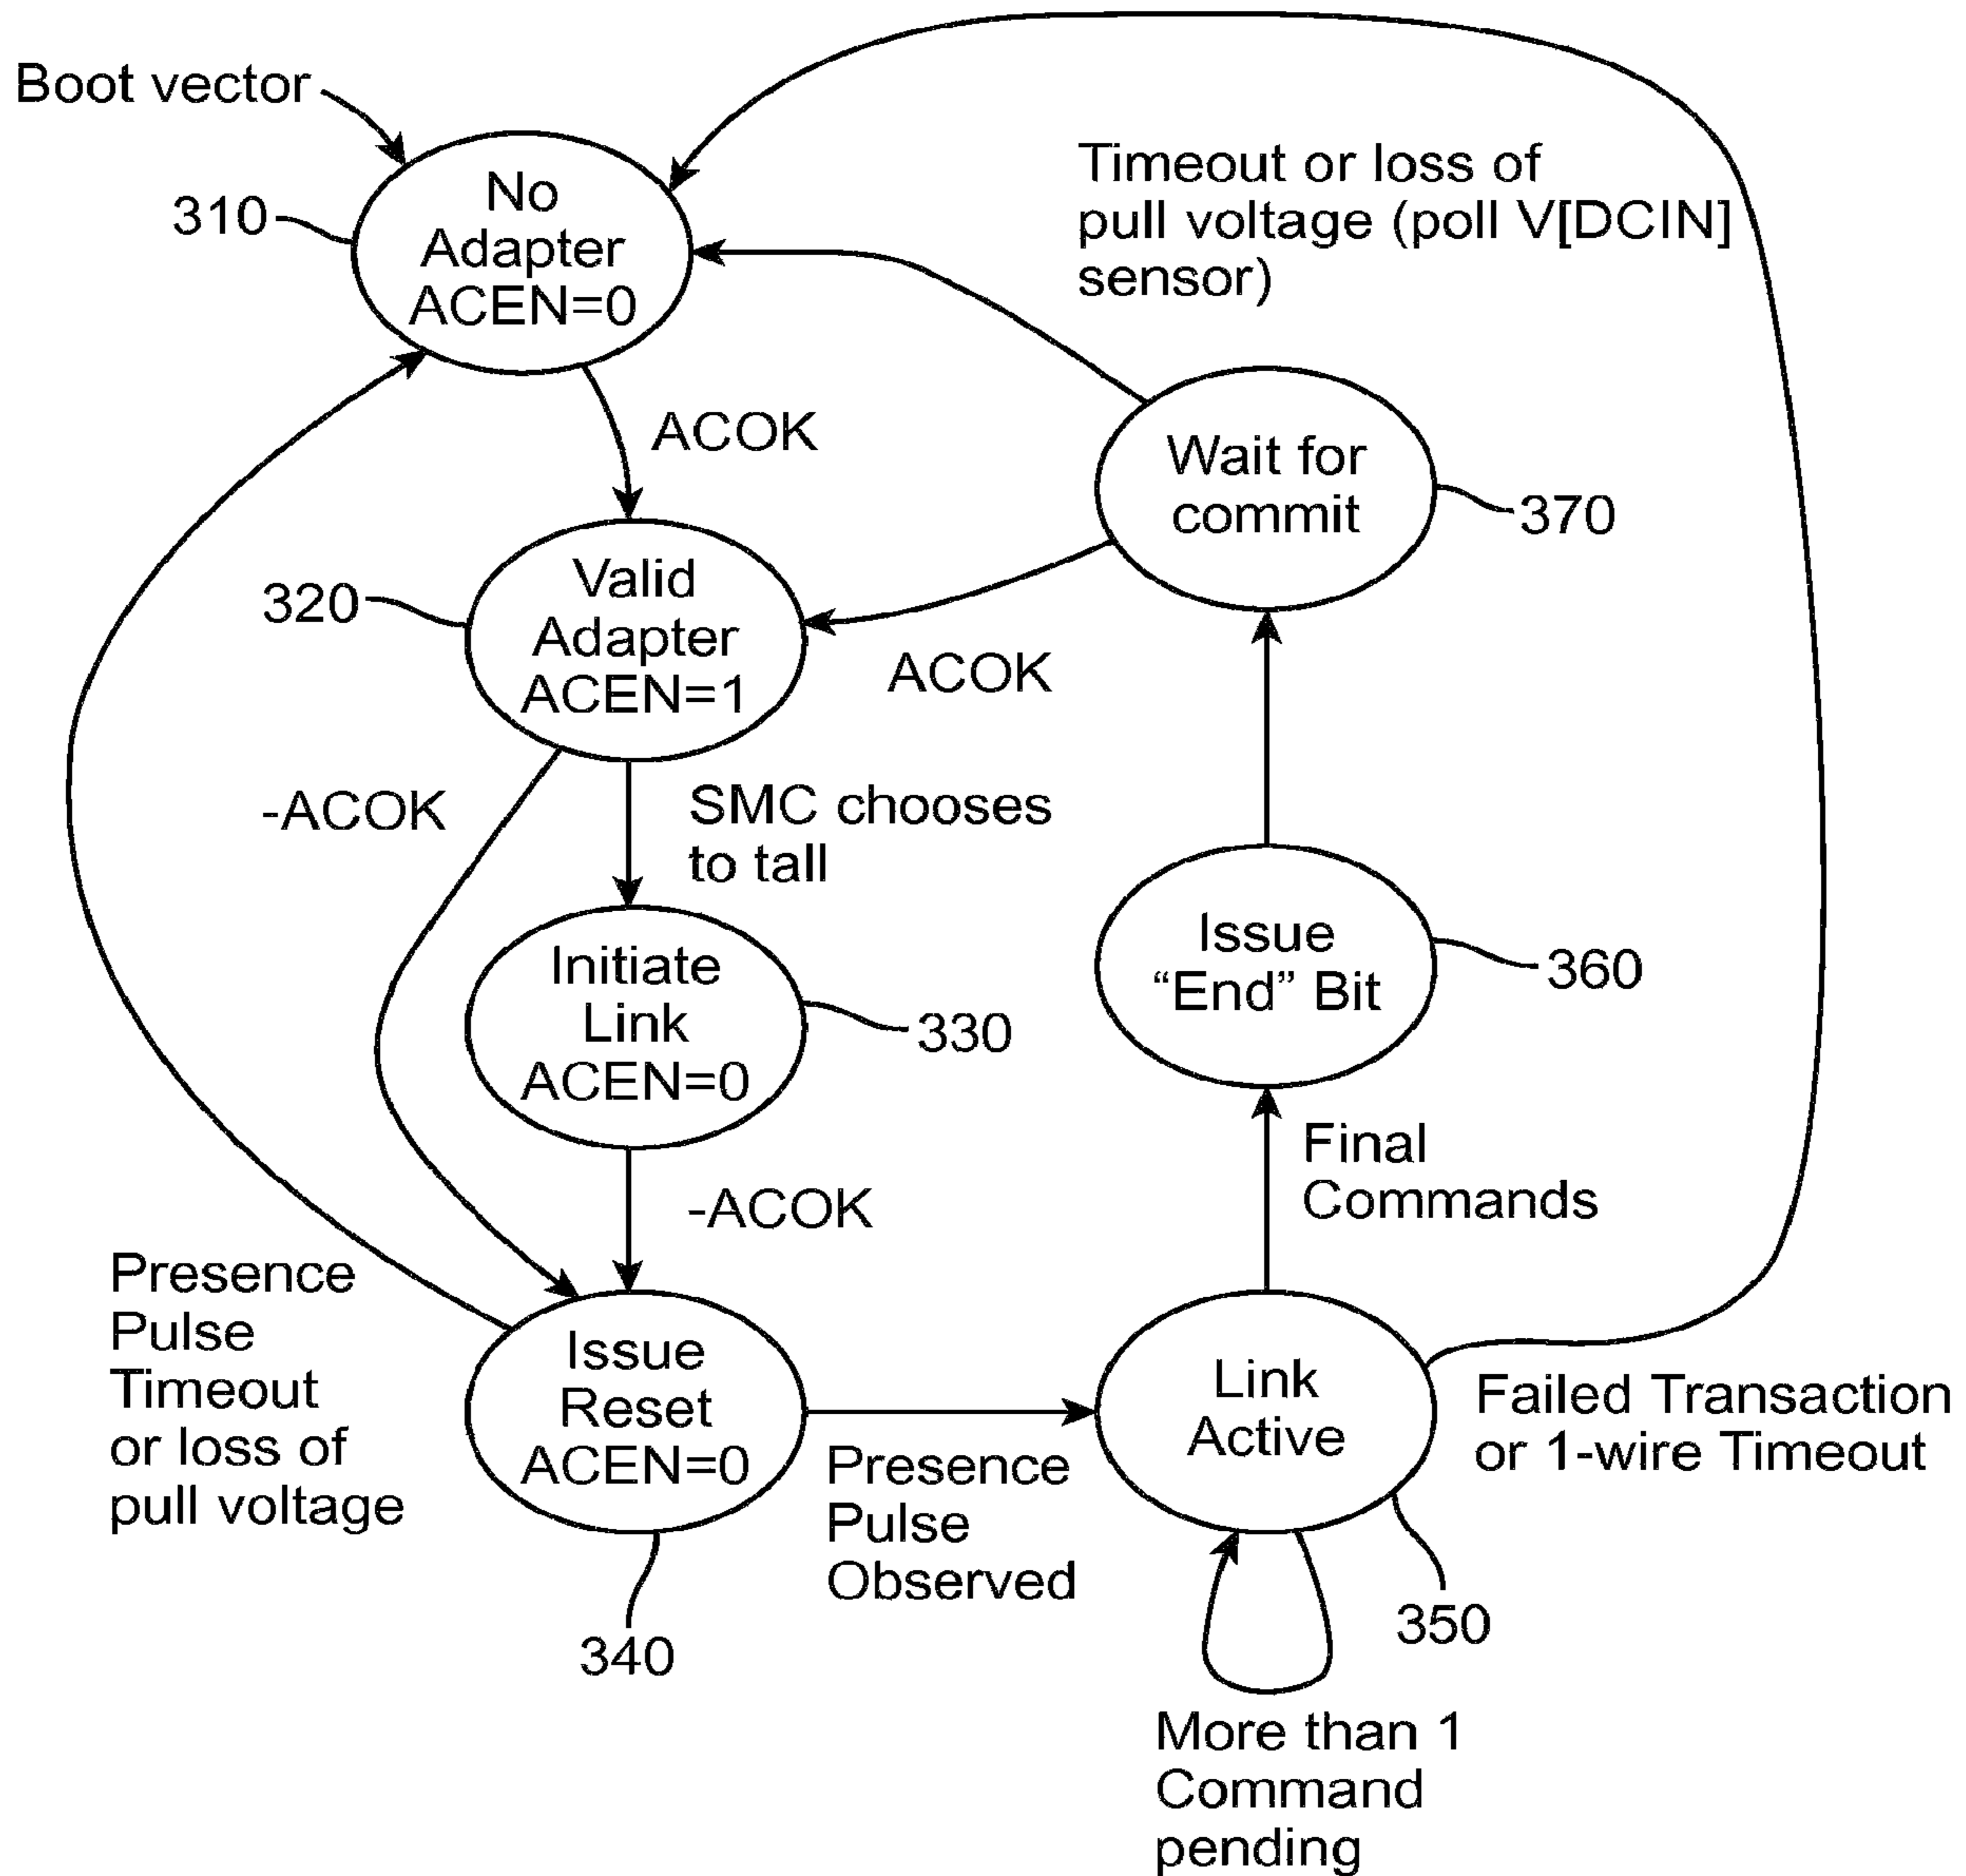 Boot vector
310
No
Adapter
ACEN=0
Timeout or loss of
pull voltage (poll V[DCIN]
sensor)
ACOK
Wait for
commit
370
320
Valid
Adapter
ACEN=1
ACOK
-ACOK
SMC chooses
to tall
Initiate
Link
ACEN=0
330
Issue
“End” Bit
360
-ACOK
Final
Commands
Presence
Pulse
Timeout
or loss of
pull voltage
Issue
Reset
ACEN=0
340
Presence
Pulse
Observed
Link
Active
350
Failed Transaction
or 1-wire Timeout
More than 1
Command
pending